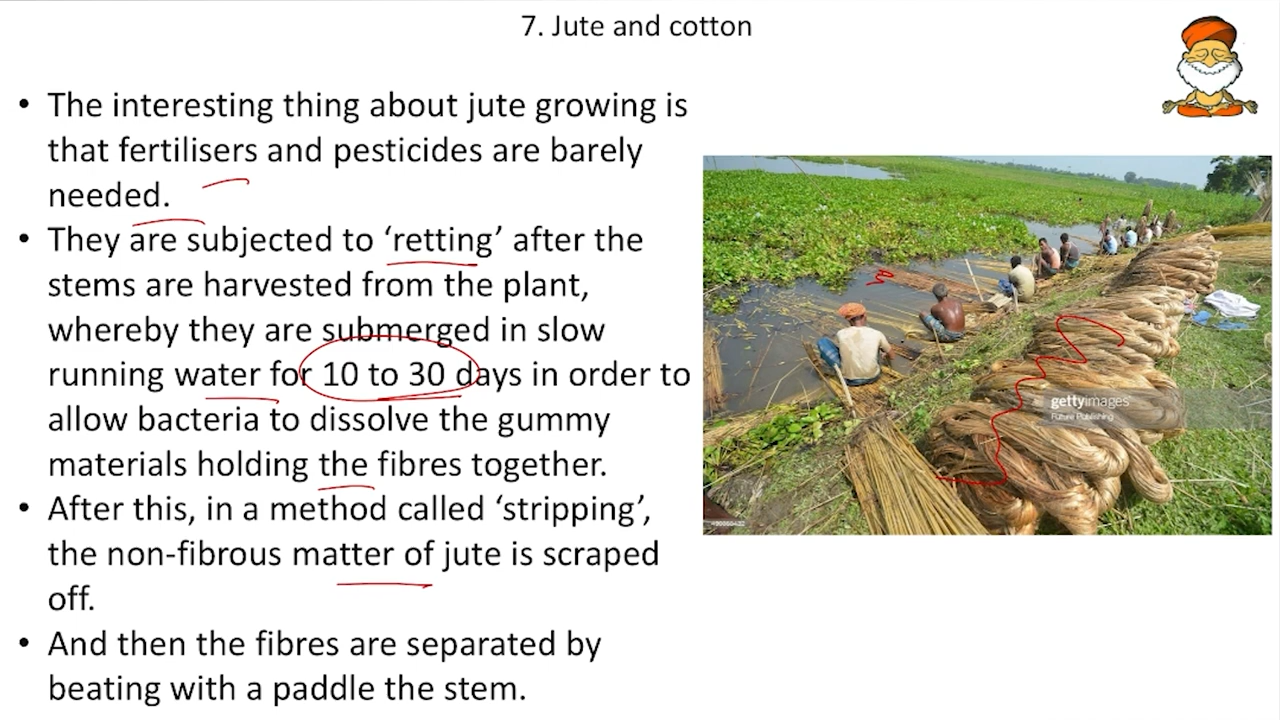 7. Jute and cotton
• The interesting thing about jute growing is
that fertilisers and pesticides are barely
needed.
• They are subjected to ‘retting’ after the
stems are harvested from the plant,
whereby they are submerged in slow
running water for 10 to 30 days in order to
allow bacteria to dissolve the gummy
materials holding the fibres together.
• After this, in a method called ‘stripping’,
the non-fibrous matter of jute is scraped
off.
• And then the fibres are separated by
beating with a paddle the stem.
gettyimages
Future Publishing